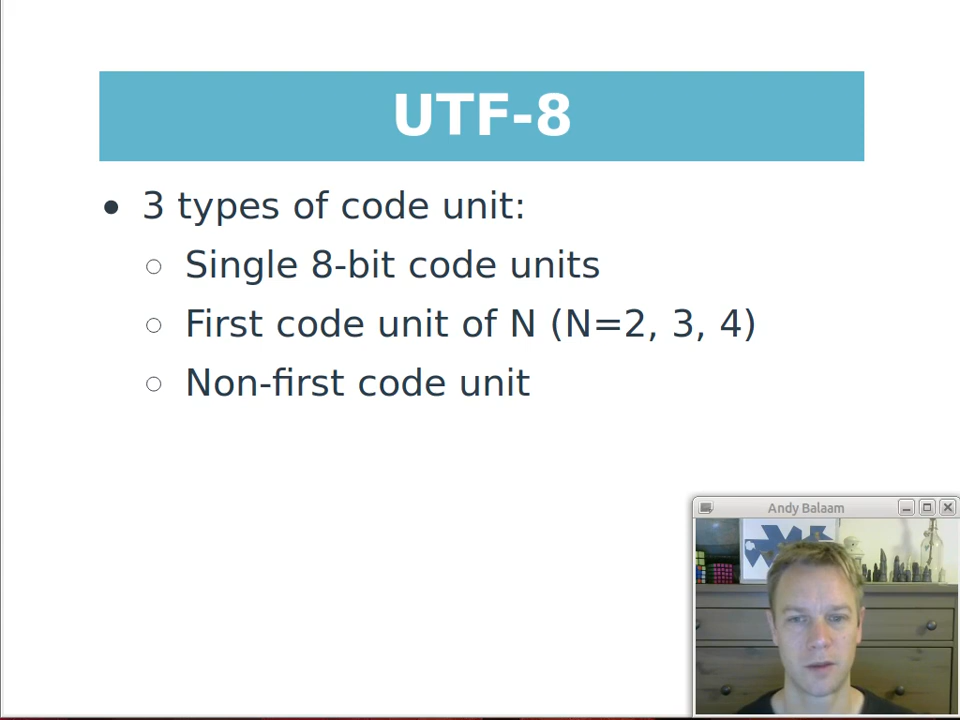 UTF-8
3 types of code unit:
Single 8-bit code units
First code unit of N (N=2, 3, 4)
Non-first code unit
Andy Balaam